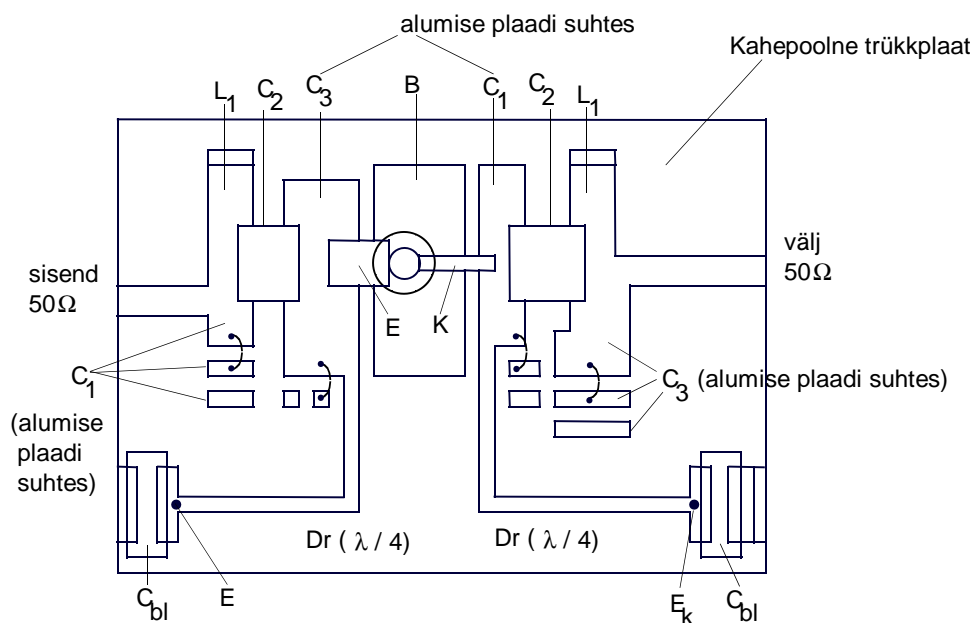 alumise plaadi suhtes
Kahepoolne trükkplaat
L1 C2 C3 B C1 C2 L1
sisend
50Ω
välj
50Ω
E K
C1
(alumise
plaadi
suhtes)
C3 (alumise plaadi suhtes)
Dr ( λ / 4) Dr ( λ / 4)
Cbl E Ek Cbl